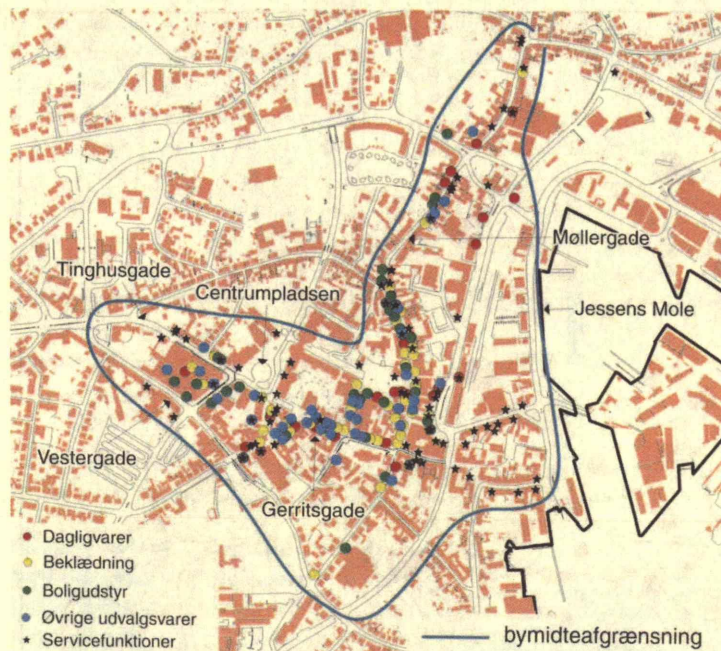 Møllergade
Tinghusgade
Centrumpladsen
Jessens Mole
Vestergade
Gerritsgade
Dagligvarer
Beklædning
Boligudstyr
Øvrige udvalgsvarer
Servicefunktioner
bymidteafgrænsning